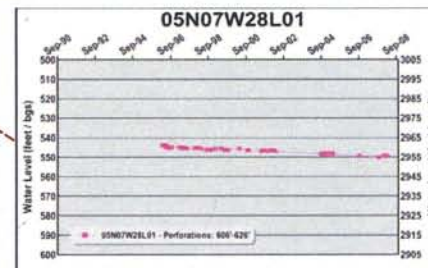 05N07W28L01
Sep-90 Sep-92 Sep-94 Sep-96 Sep-98 Sep-00 Sep-02 Sep-04 Sep-06 Sep-08
Water Level (feet / bgs)
500 3005
510 2995
520 2985
530 2975
540 2965
550 2955
560 2945
570 2935
580 2925
590 2915
600 2905
05N07W28L01 - Perforations: 606'-626'